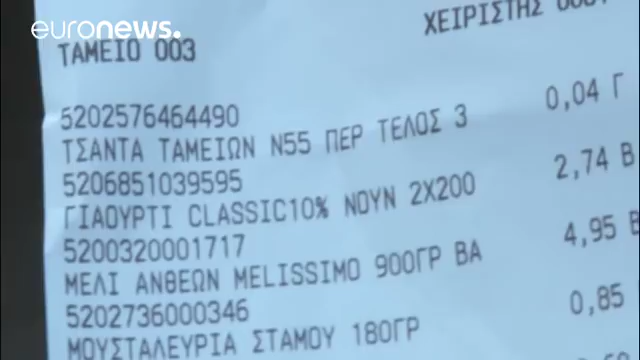 euronews.
ΧΕΙΡΙΣΤΗΣ
ΤΑΜΕΙΟ 003
5202576464490
ΤΣΑΝΤΑ ΤΑΜΕΙΩΝ Ν55 ΠΕΡ ΤΕΛΟΣ 3 0,04 Γ
5206851039595
ΓΙΑΟΥΡΤΙ CLASSIC10% ΝΟΥΝ 2X200 2,74 Β
5200320001717
ΜΕΛΙ ΑΝΘΕΩΝ MELISSIMO 900ΓΡ ΒΑ 4,95 Β
5202736000346
ΜΟΥΣΤΑΛΕΥΡΙΑ ΣΤΑΜΟΥ 180ΓΡ 0,85